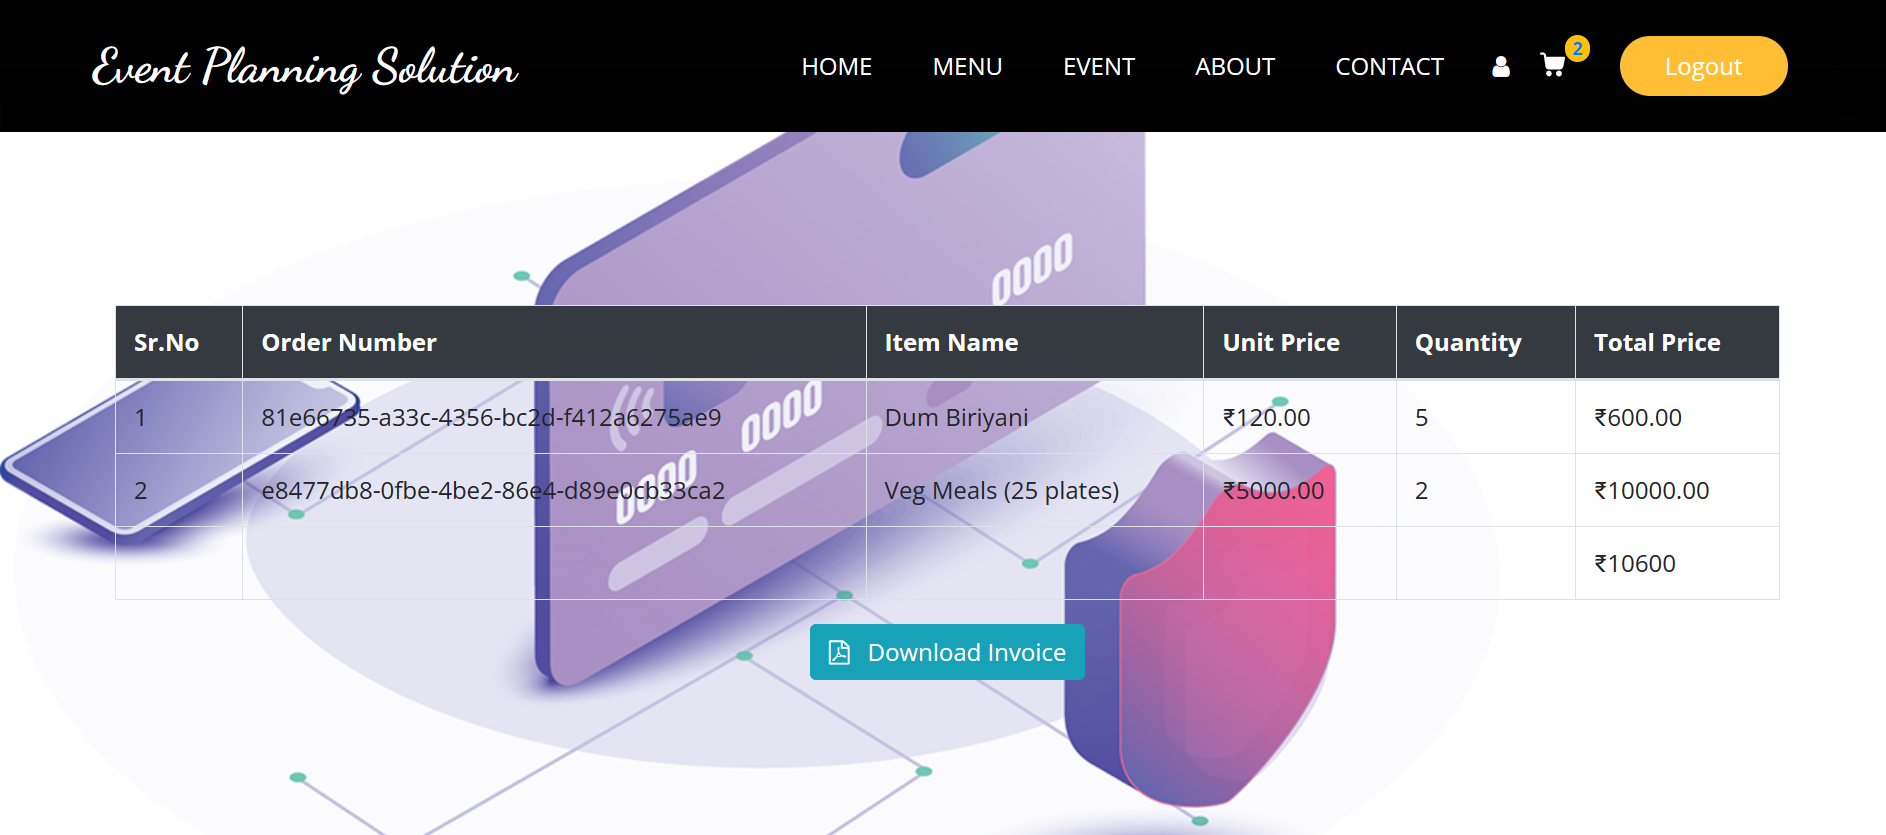 Event Planning Solution HOME MENU EVENT ABOUT CONTACT 2 Logout
0000
Sr.No Order Number Item Name Unit Price Quantity Total Price
0000
1 81e66735-a33c-4356-bc2d-f412a6275ae9 Dum Biriyani ₹120.00 5 ₹600.00
0000
2 e8477db8-0fbe-4be2-86e4-d89e0cb33ca2 Veg Meals (25 plates) ₹5000.00 2 ₹10000.00
₹10600
Download Invoice